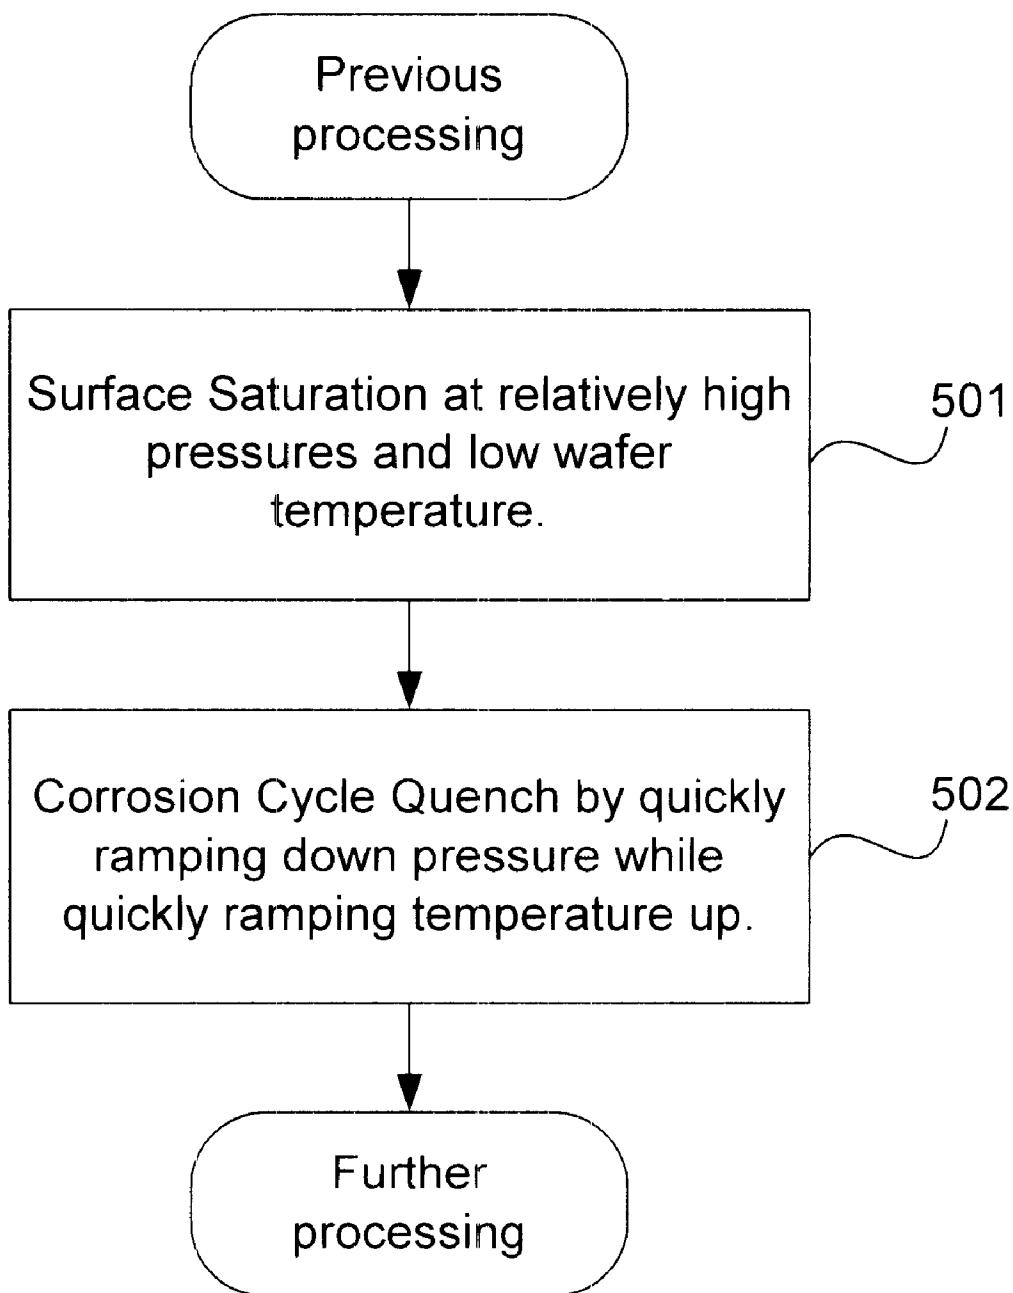 Previous
processing
Surface Saturation at relatively high
pressures and low wafer
temperature.
501
Corrosion Cycle Quench by quickly
ramping down pressure while
quickly ramping temperature up.
502
Further
processing